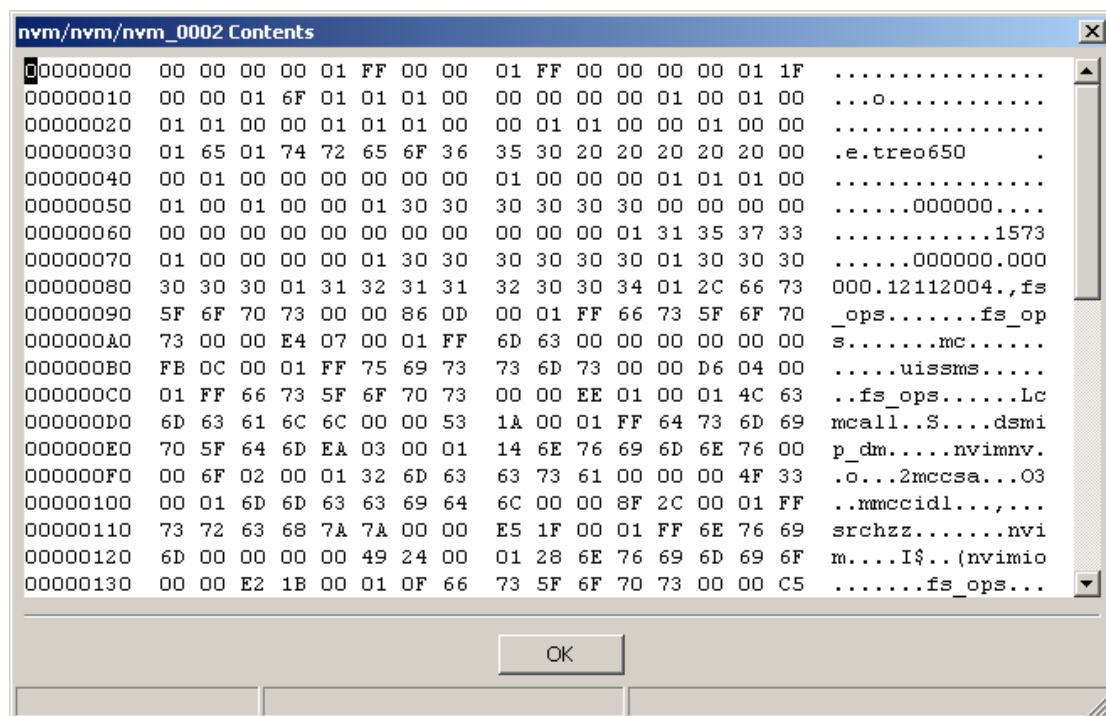 nvm/nvm/nvm_0002 Contents
00000000 00 00 00 00 01 FF 00 00 01 FF 00 00 00 00 01 1F ................
00000010 00 00 01 6F 01 01 01 00 00 00 00 00 01 00 01 00 ...o............
00000020 01 01 00 00 01 01 01 00 00 01 01 00 00 01 00 00 ................
00000030 01 65 01 74 72 65 6F 36 35 30 20 20 20 20 20 00 .e.treo650     .
00000040 00 01 00 00 00 00 00 00 01 00 00 00 01 01 01 00 ................
00000050 01 00 01 00 00 01 30 30 30 30 30 30 00 00 00 00 ......000000....
00000060 00 00 00 00 00 00 00 00 00 00 00 01 31 35 37 33 ............1573
00000070 01 00 00 00 00 01 30 30 30 30 30 30 01 30 30 30 ......000000.000
00000080 30 30 30 01 31 32 31 31 32 30 30 34 01 2C 66 73 000.12112004.,fs
00000090 5F 6F 70 73 00 00 86 0D 00 01 FF 66 73 5F 6F 70 _ops.......fs_op
000000A0 73 00 00 E4 07 00 01 FF 6D 63 00 00 00 00 00 00 s.......mc......
000000B0 FB 0C 00 01 FF 75 69 73 73 6D 73 00 00 D6 04 00 .....uissms.....
000000C0 01 FF 66 73 5F 6F 70 73 00 00 EE 01 00 01 4C 63 ..fs_ops......Lc
000000D0 6D 63 61 6C 6C 00 00 53 1A 00 01 FF 64 73 6D 69 mcall..S....dsmi
000000E0 70 5F 64 6D EA 03 00 01 14 6E 76 69 6D 6E 76 00 p_dm.....nvimnv.
000000F0 00 6F 02 00 01 32 6D 63 63 73 61 00 00 00 4F 33 .o...2mccsa...O3
00000100 00 01 6D 6D 63 63 69 64 6C 00 00 8F 2C 00 01 FF ..mmccidl...,...
00000110 73 72 63 68 7A 7A 00 00 E5 1F 00 01 FF 6E 76 69 srchzz.......nvi
00000120 6D 00 00 00 00 49 24 00 01 28 6E 76 69 6D 69 6F m....I$..(nvimio
00000130 00 00 E2 1B 00 01 0F 66 73 5F 6F 70 73 00 00 C5 .......fs_ops...
OK